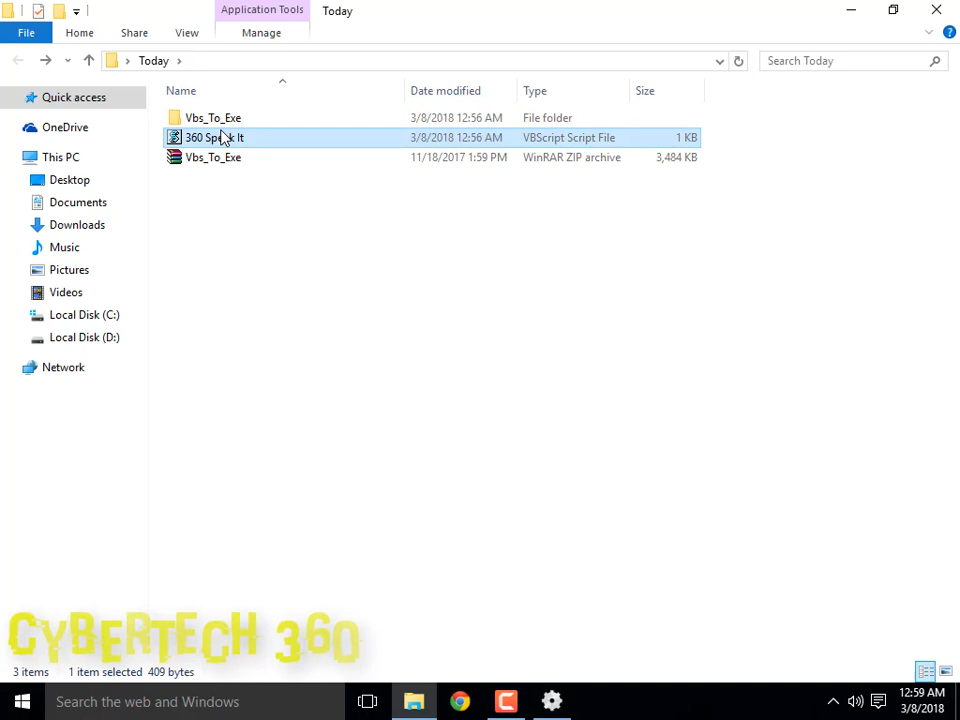 Application Tools Today
File Home Share View Manage
Today Search Today
Name Date modified Type Size
Quick access
OneDrive
This PC
Desktop
Documents
Downloads
Music
Pictures
Videos
Local Disk (C:)
Local Disk (D:)
Network
Vbs_To_Exe 3/8/2018 12:56 AM File folder
360 Speak It 3/8/2018 12:56 AM VBScript Script File 1 KB
Vbs_To_Exe 11/18/2017 1:59 PM WinRAR ZIP archive 3,484 KB
CYBERTECH 360
3 items 1 item selected 409 bytes
Search the web and Windows
12:59 AM
3/8/2018